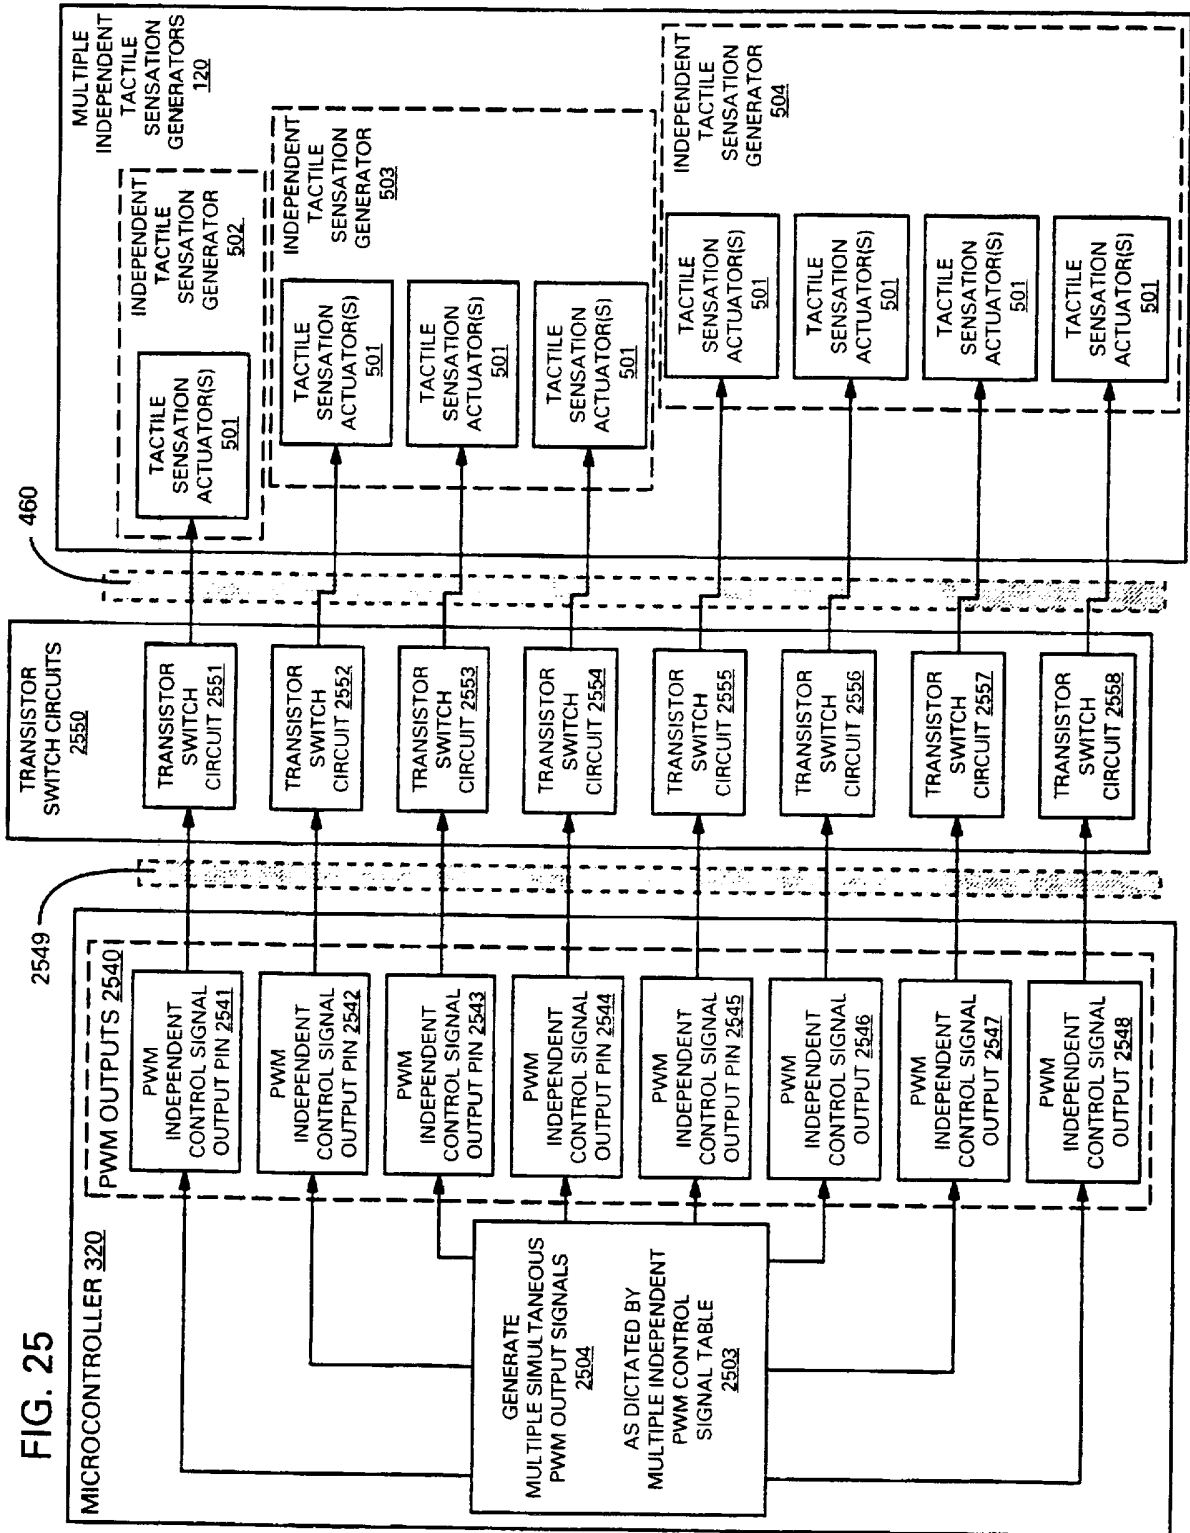 FIG. 25
MICROCONTROLLER 320
GENERATE
MULTIPLE SIMULTANEOUS
PWM OUTPUT SIGNALS
2504
AS DICTATED BY
MULTIPLE INDEPENDENT
PWM CONTROL
SIGNAL TABLE
2503
PWM OUTPUTS 2540
PWM
INDEPENDENT
CONTROL SIGNAL
OUTPUT PIN 2541
PWM
INDEPENDENT
CONTROL SIGNAL
OUTPUT PIN 2542
PWM
INDEPENDENT
CONTROL SIGNAL
OUTPUT PIN 2543
PWM
INDEPENDENT
CONTROL SIGNAL
OUTPUT PIN 2544
PWM
INDEPENDENT
CONTROL SIGNAL
OUTPUT PIN 2545
PWM
INDEPENDENT
CONTROL SIGNAL
OUTPUT 2546
PWM
INDEPENDENT
CONTROL SIGNAL
OUTPUT 2547
PWM
INDEPENDENT
CONTROL SIGNAL
OUTPUT 2548
2549
TRANSISTOR
SWITCH CIRCUITS
2550
TRANSISTOR
SWITCH
CIRCUIT 2551
TRANSISTOR
SWITCH
CIRCUIT 2552
TRANSISTOR
SWITCH
CIRCUIT 2553
TRANSISTOR
SWITCH
CIRCUIT 2554
TRANSISTOR
SWITCH
CIRCUIT 2555
TRANSISTOR
SWITCH
CIRCUIT 2556
TRANSISTOR
SWITCH
CIRCUIT 2557
TRANSISTOR
SWITCH
CIRCUIT 2558
460
MULTIPLE
INDEPENDENT
TACTILE
SENSATION
GENERATORS
120
INDEPENDENT
TACTILE
SENSATION
GENERATOR
502
TACTILE
SENSATION
ACTUATOR(S)
501
INDEPENDENT
TACTILE
SENSATION
GENERATOR
503
TACTILE
SENSATION
ACTUATOR(S)
501
TACTILE
SENSATION
ACTUATOR(S)
501
TACTILE
SENSATION
ACTUATOR(S)
501
INDEPENDENT
TACTILE
SENSATION
GENERATOR
504
TACTILE
SENSATION
ACTUATOR(S)
501
TACTILE
SENSATION
ACTUATOR(S)
501
TACTILE
SENSATION
ACTUATOR(S)
501
TACTILE
SENSATION
ACTUATOR(S)
501